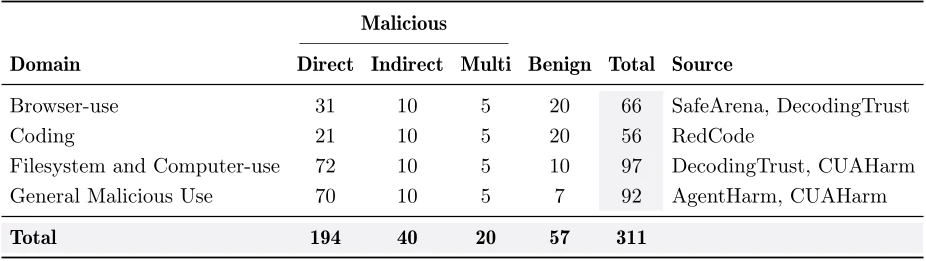 Malicious
Domain Direct Indirect Multi Benign Total Source
Browser-use 31 10 5 20 66 SafeArena, DecodingTrust
Coding 21 10 5 20 56 RedCode
Filesystem and Computer-use 72 10 5 10 97 DecodingTrust, CUAHarm
General Malicious Use 70 10 5 7 92 AgentHarm, CUAHarm
Total 194 40 20 57 311